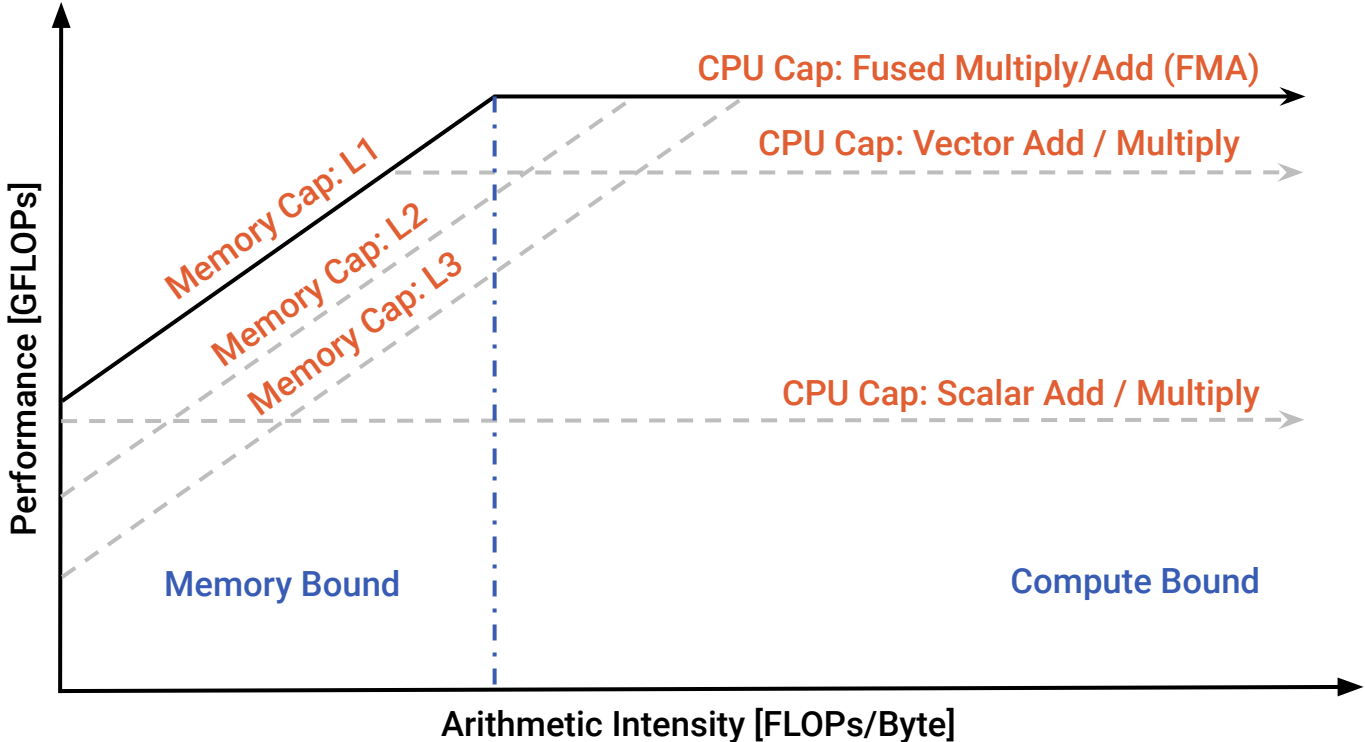 CPU Cap: Fused Multiply/Add (FMA)
CPU Cap: Vector Add / Multiply
Memory Cap: L1
Memory Cap: L2
Memory Cap: L3
CPU Cap: Scalar Add / Multiply
Performance [GFLOPs]
Memory Bound
Compute Bound
Arithmetic Intensity [FLOPs/Byte]